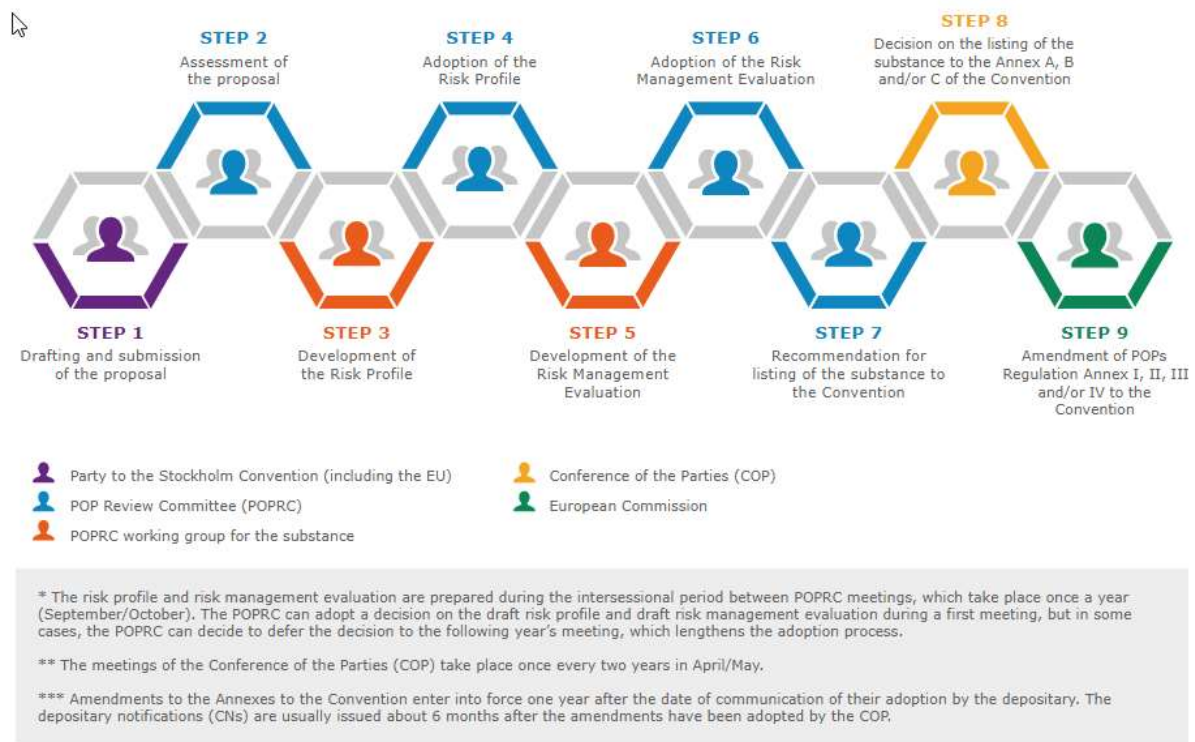 STEP 1
Drafting and submission
of the proposal
STEP 2
Assessment of
the proposal
STEP 3
Development of
the Risk Profile
STEP 4
Adoption of the
Risk Profile
STEP 5
Development of the
Risk Management
Evaluation
STEP 6
Adoption of the Risk
Management Evaluation
STEP 7
Recommendation for
listing of the substance to
the Convention
STEP 8
Decision on the listing of the
substance to the Annex A, B
and/or C of the Convention
STEP 9
Amendment of POPs
Regulation Annex I, II, III
and/or IV to the
Convention
Party to the Stockholm Convention (including the EU)
POP Review Committee (POPRC)
POPRC working group for the substance
Conference of the Parties (COP)
European Commission
* The risk profile and risk management evaluation are prepared during the intersessional period between POPRC meetings, which take place once a year
(September/October). The POPRC can adopt a decision on the draft risk profile and draft risk management evaluation during a first meeting, but in some
cases, the POPRC can decide to defer the decision to the following year's meeting, which lengthens the adoption process.
** The meetings of the Conference of the Parties (COP) take place once every two years in April/May.
*** Amendments to the Annexes to the Convention enter into force one year after the date of communication of their adoption by the depositary. The
depositary notifications (CNs) are usually issued about 6 months after the amendments have been adopted by the COP.